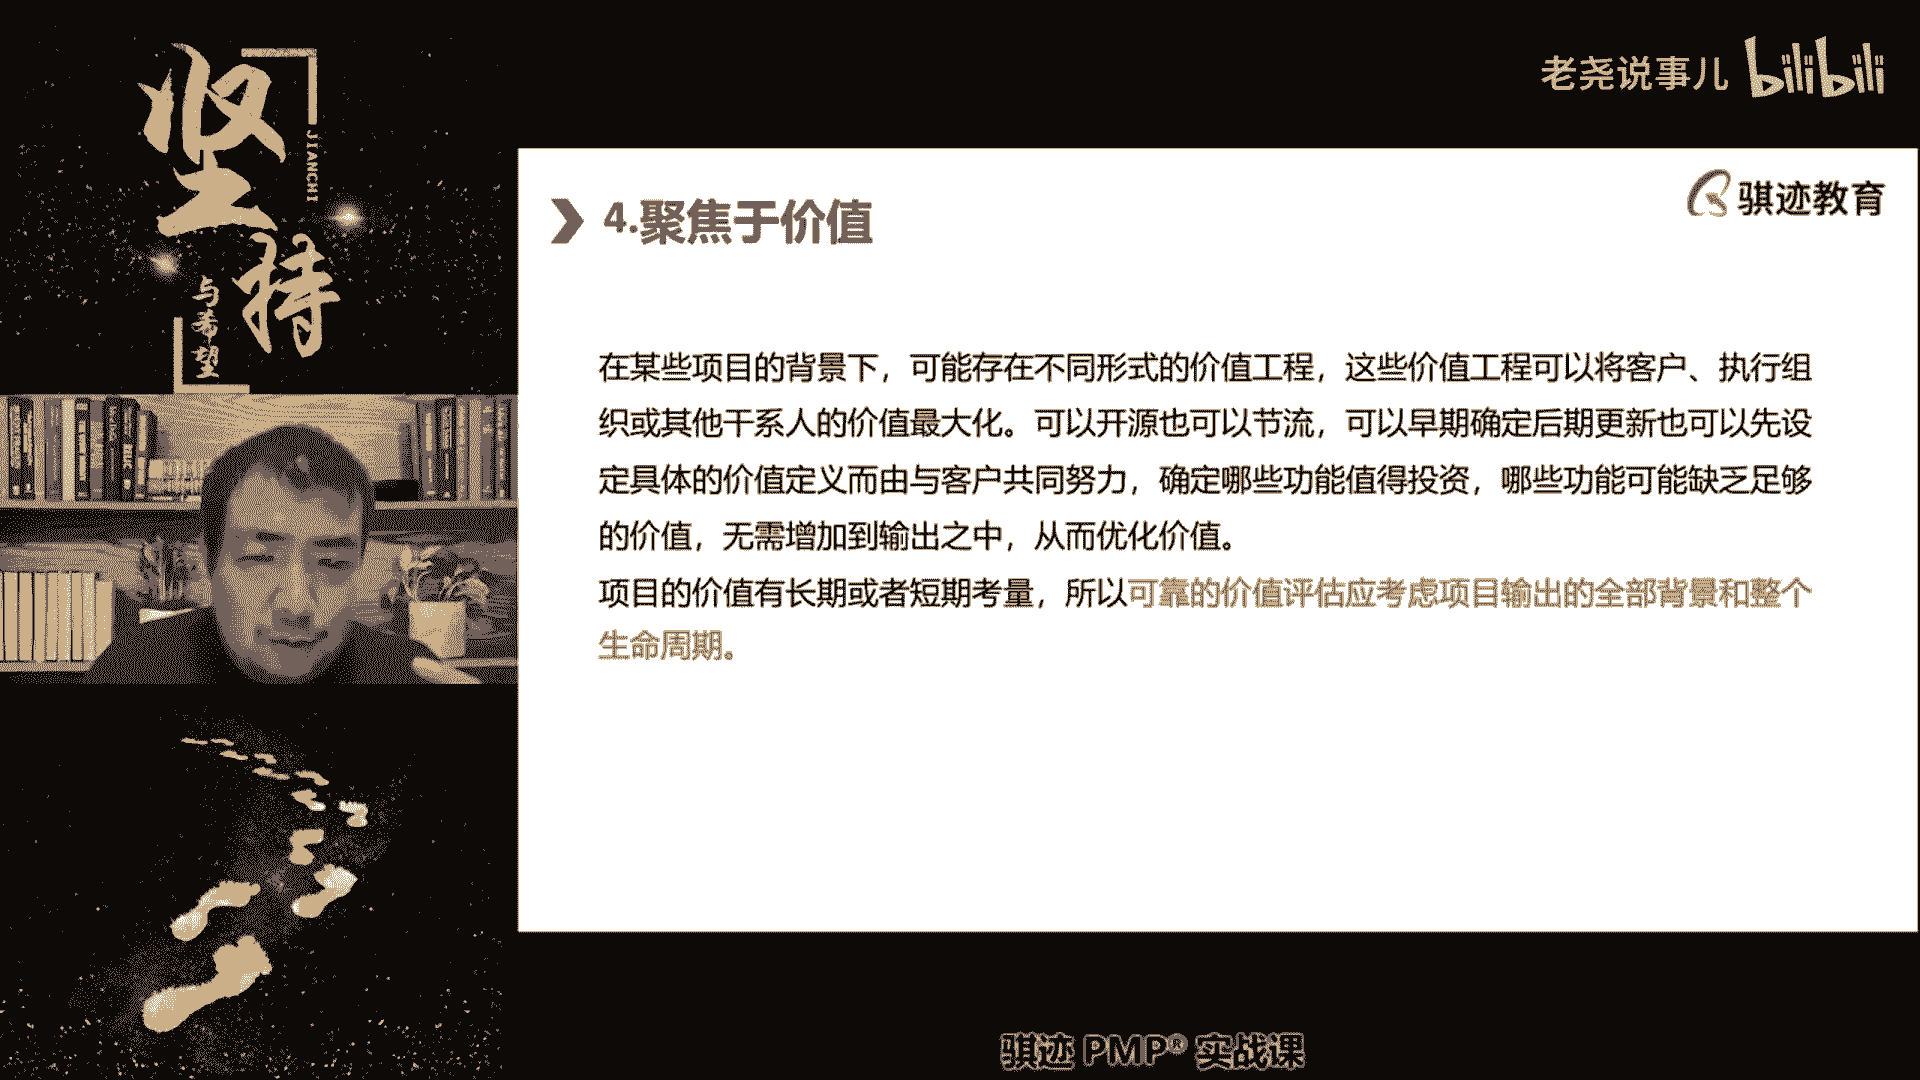 坚持
JIANCHI
与希望
老尧说事儿 bilibili
骐迹教育
4.聚焦于价值
在某些项目的背景下，可能存在不同形式的价值工程，这些价值工程可以将客户、执行组
织或其他干系人的价值最大化。可以开源也可以节流，可以早期确定后期更新也可以先设
定具体的价值定义而由与客户共同努力，确定哪些功能值得投资，哪些功能可能缺乏足够
的价值，无需增加到输出之中，从而优化价值。
项目的价值有长期或者短期考量，所以可靠的价值评估应考虑项目输出的全部背景和整个
生命周期。
骐迹 PMP® 实战课